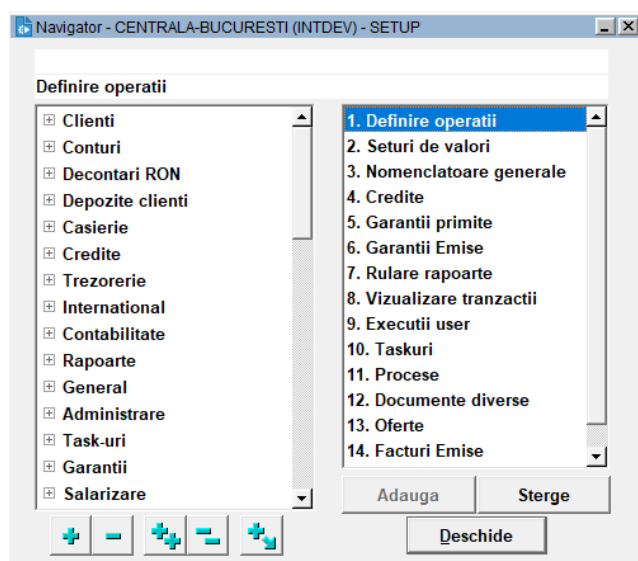 Navigator - CENTRALA-BUCURESTI (INTDEV) - SETUP
Definire operatii
Clienti
Conturi
Decontari RON
Depozite clienti
Casierie
Credite
Trezorerie
International
Contabilitate
Rapoarte
General
Administrare
Task-uri
Garantii
Salarizare
1. Definire operatii
2. Seturi de valori
3. Nomenclatoare generale
4. Credite
5. Garantii primite
6. Garantii Emise
7. Rulare rapoarte
8. Vizualizare tranzactii
9. Executii user
10. Taskuri
11. Procese
12. Documente diverse
13. Oferte
14. Facturi Emise
Adauga
Sterge
Deschide